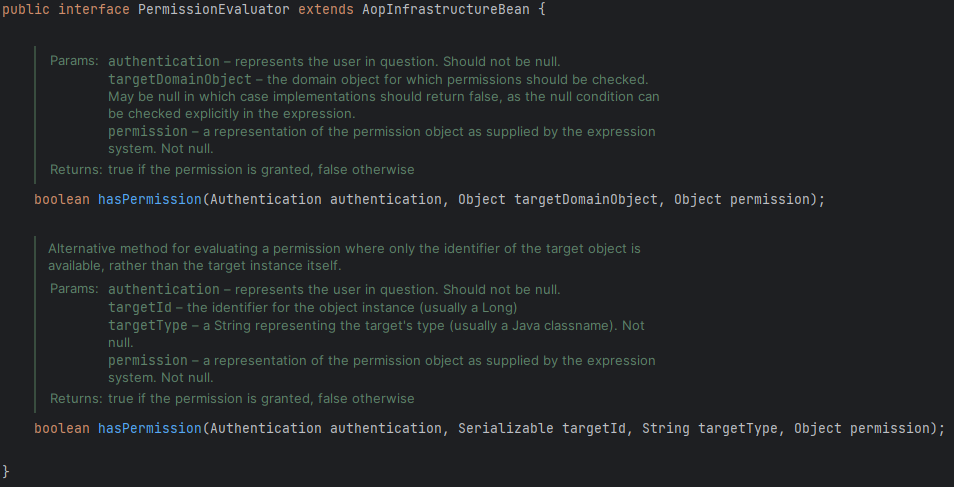 public interface PermissionEvaluator extends AopInfrastructureBean {
Params: authentication – represents the user in question. Should not be null.
targetDomainObject – the domain object for which permissions should be checked.
May be null in which case implementations should return false, as the null condition can
be checked explicitly in the expression.
permission – a representation of the permission object as supplied by the expression
system. Not null.
Returns: true if the permission is granted, false otherwise
boolean hasPermission(Authentication authentication, Object targetDomainObject, Object permission);
Alternative method for evaluating a permission where only the identifier of the target object is
available, rather than the target instance itself.
Params: authentication – represents the user in question. Should not be null.
targetId – the identifier for the object instance (usually a Long)
targetType – a String representing the target's type (usually a Java classname). Not
null.
permission – a representation of the permission object as supplied by the expression
system. Not null.
Returns: true if the permission is granted, false otherwise
boolean hasPermission(Authentication authentication, Serializable targetId, String targetType, Object permission);
}